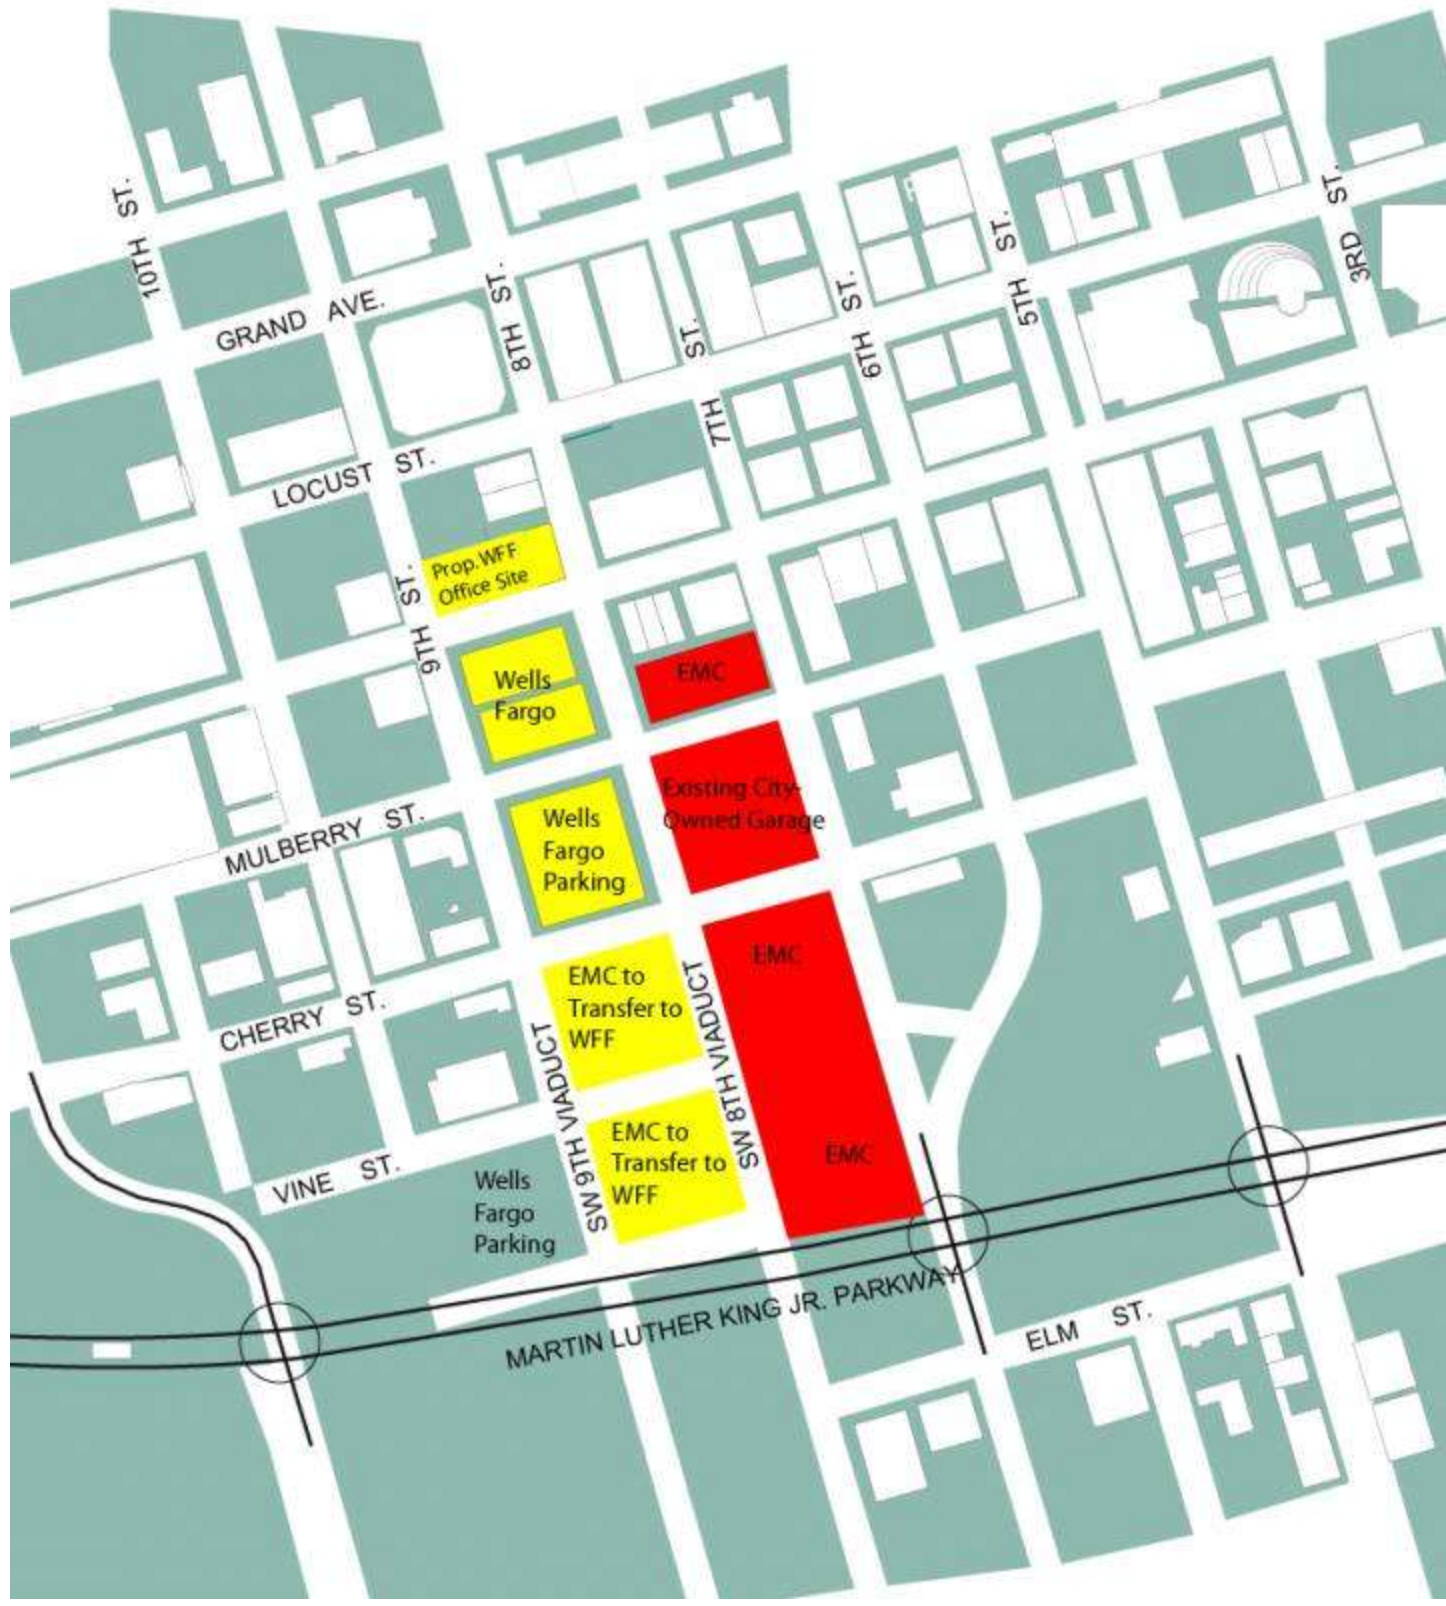 10TH ST.
GRAND AVE.
8TH ST.
7TH ST.
6TH ST.
5TH ST.
3RD ST.
LOCUST ST.
9TH ST.
Prop. WFF
Office Site
Wells
Fargo
EMC
Existing City-
Owned Garage
MULBERRY ST.
Wells
Fargo
Parking
CHERRY ST.
EMC to
Transfer to
WFF
EMC
SW 9TH VIADUCT
SW 8TH VIADUCT
VINE ST.
Wells
Fargo
Parking
EMC to
Transfer to
WFF
EMC
MARTIN LUTHER KING JR. PARKWAY
ELM ST.